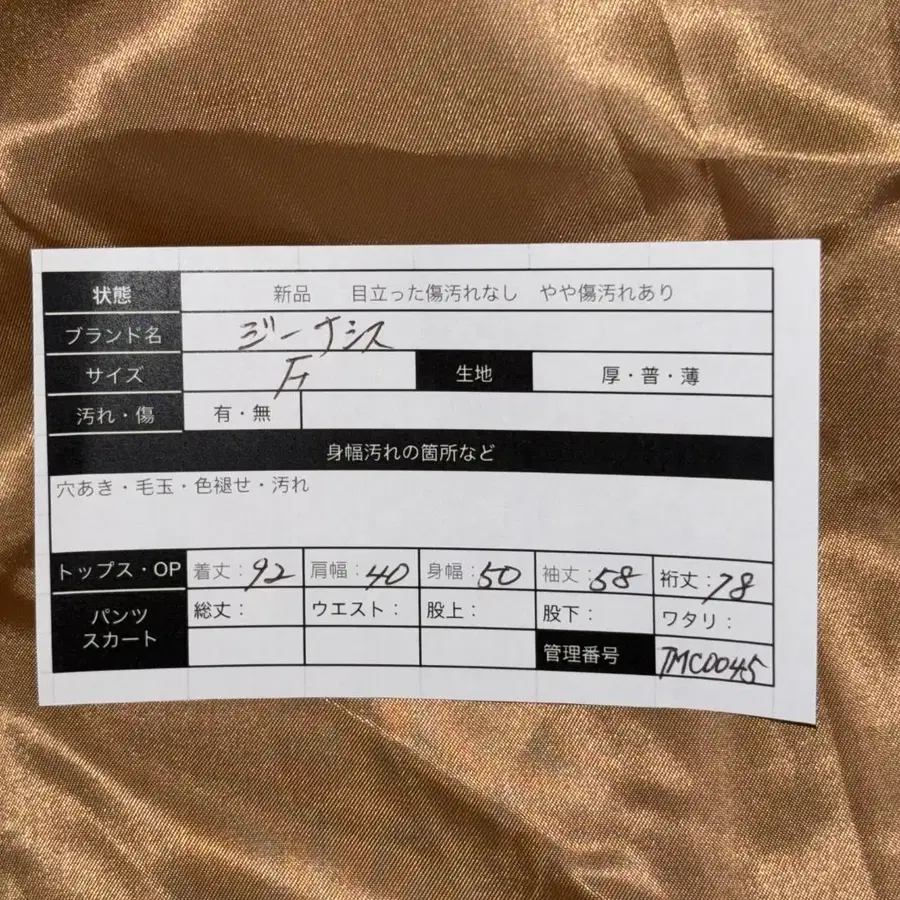 状態 新品 目立った傷汚れなし やや傷汚れあり
ブランド名 ジーナシス
サイズ F 生地 厚・普・薄
汚れ・傷 有・無
身幅汚れの箇所など
穴あき・毛玉・色褪せ・汚れ
トップス・OP 着丈：92 肩幅：40 身幅：50 袖丈：58 裄丈：78
パンツ スカート 総丈： ウエスト： 股上： 股下： ワタリ：
管理番号 TMC0045